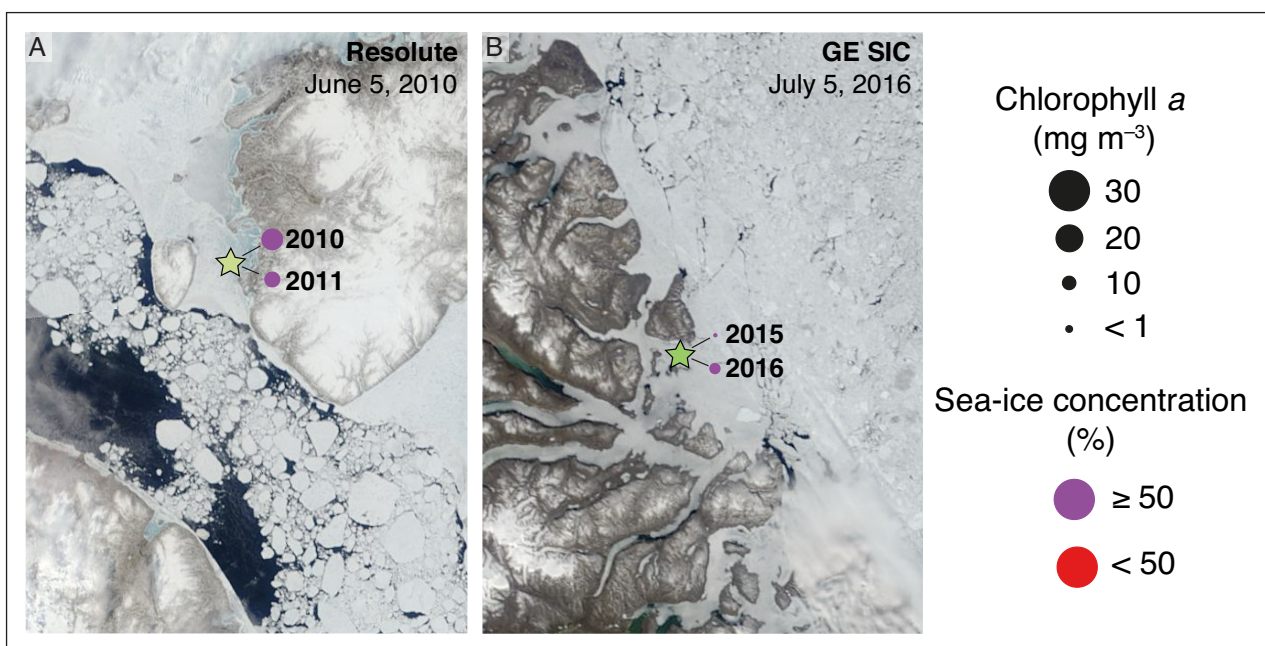 A
Resolute
June 5, 2010
2010
2011
B
GE SIC
July 5, 2016
2015
2016
Chlorophyll a
(mg m⁻³)
30
20
10
< 1
Sea-ice concentration
(%)
≥ 50
< 50